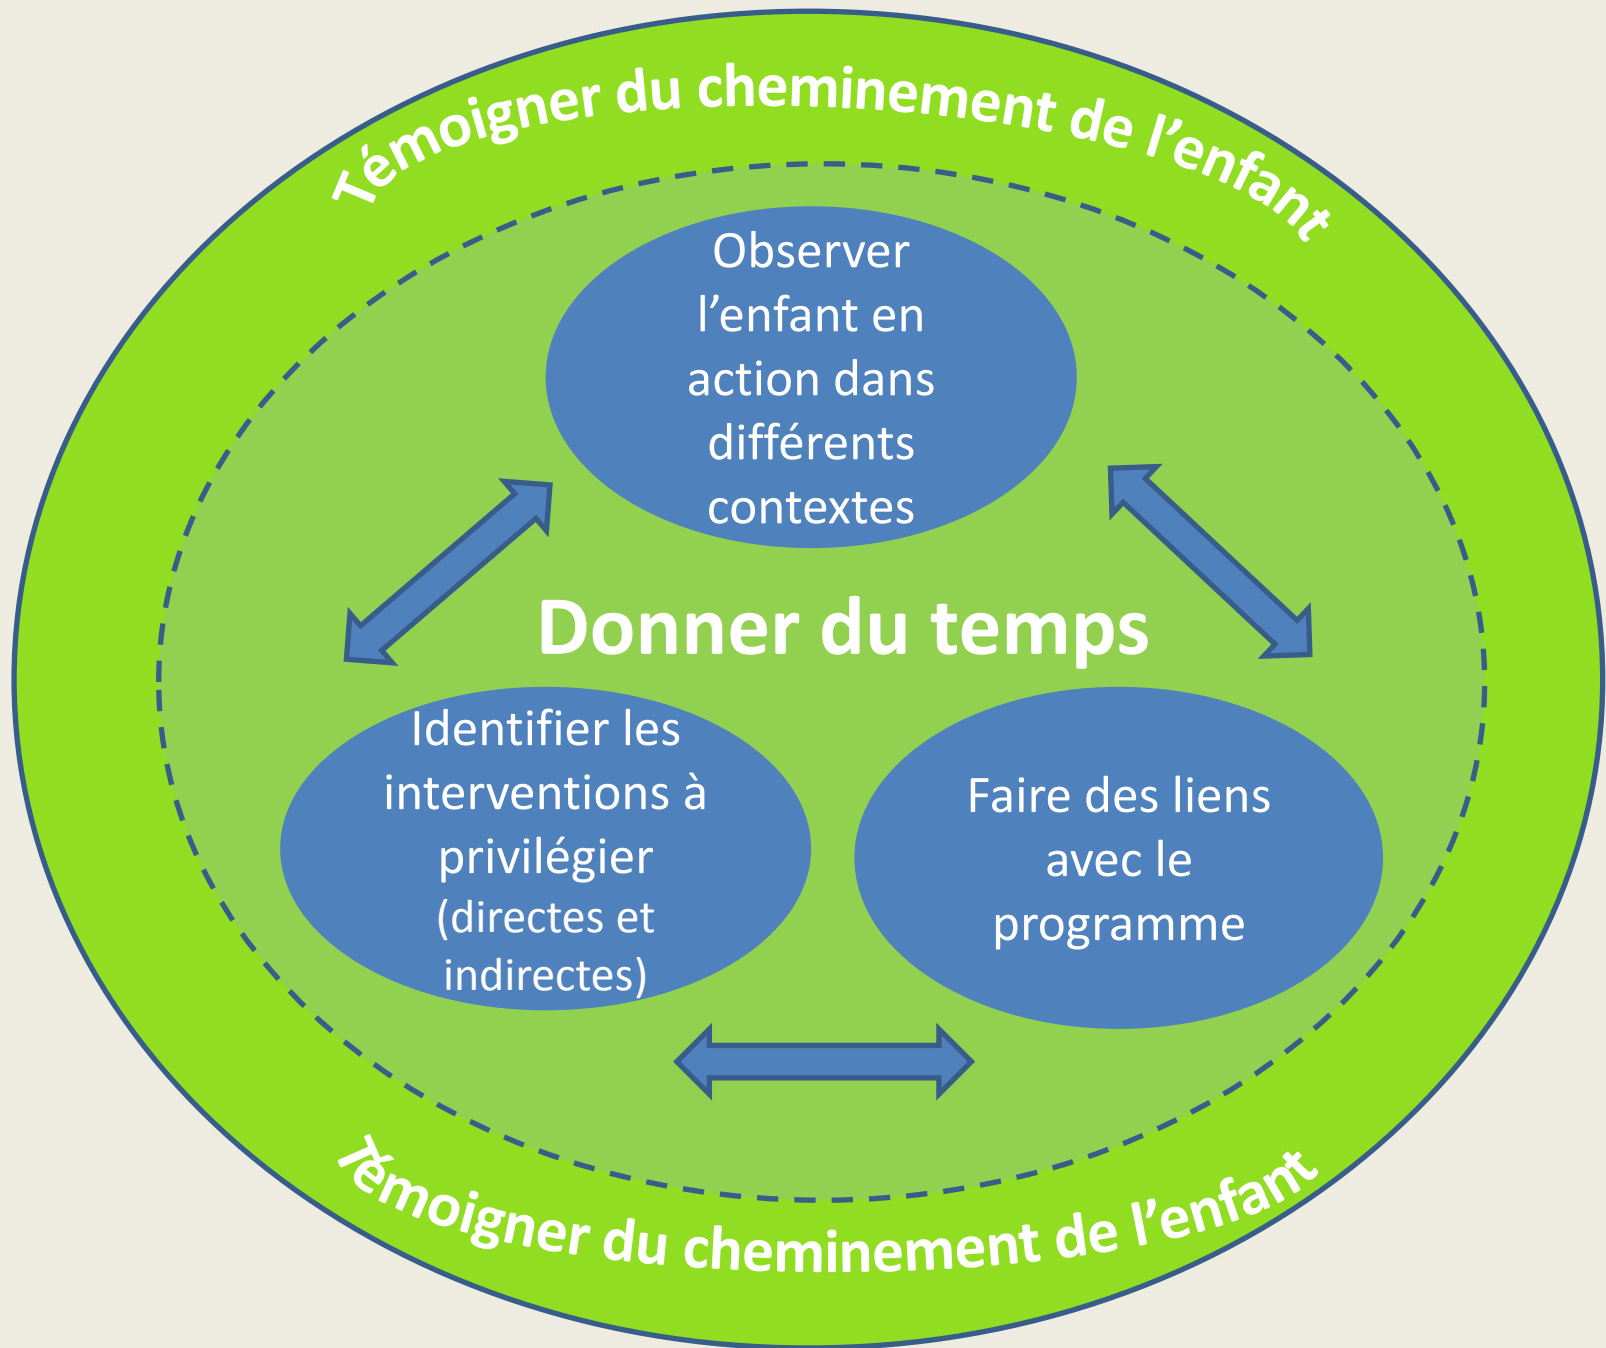 Témoigner du cheminement de l’enfant
Observer
l’enfant en
action dans
différents
contextes
Donner du temps
Identifier les
interventions à
privilégier
(directes et
indirectes)
Faire des liens
avec le
programme
Témoigner du cheminement de l’enfant